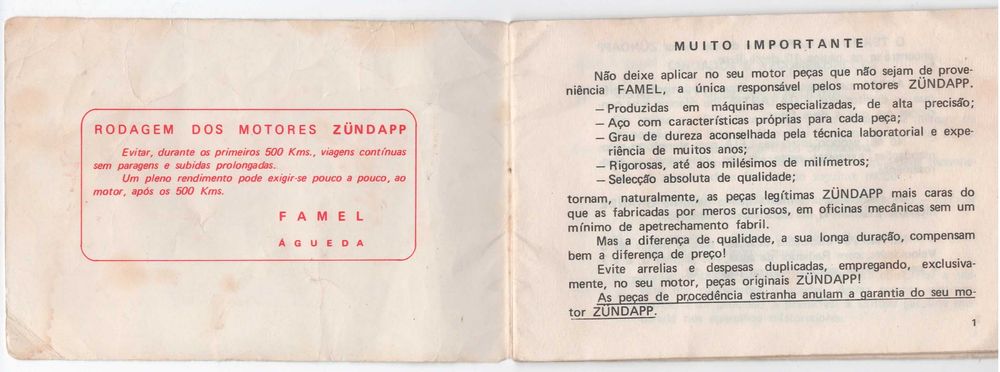 RODAGEM DOS MOTORES ZÜNDAPP
Evitar, durante os primeiros 500 Kms., viagens contínuas
sem paragens e subidas prolongadas.
Um pleno rendimento pode exigir-se pouco a pouco, ao
motor, após os 500 Kms.
FAMEL
ÁGUEDA
MUITO IMPORTANTE
Não deixe aplicar no seu motor peças que não sejam de prove-
niência FAMEL, a única responsável pelos motores ZÜNDAPP.
— Produzidas em máquinas especializadas, de alta precisão;
— Aço com características próprias para cada peça;
— Grau de dureza aconselhada pela técnica laboratorial e expe-
riência de muitos anos;
— Rigorosas, até aos milésimos de milímetros;
— Selecção absoluta de qualidade;
tornam, naturalmente, as peças legítimas ZÜNDAPP mais caras do
que as fabricadas por meros curiosos, em oficinas mecânicas sem um
mínimo de apetrechamento fabril.
Mas a diferença de qualidade, a sua longa duração, compensam
bem a diferença de preço!
Evite arrelias e despesas duplicadas, empregando, exclusiva-
mente, no seu motor, peças originais ZÜNDAPP!
As peças de procedência estranha anulam a garantia do seu mo-
tor ZÜNDAPP.
1